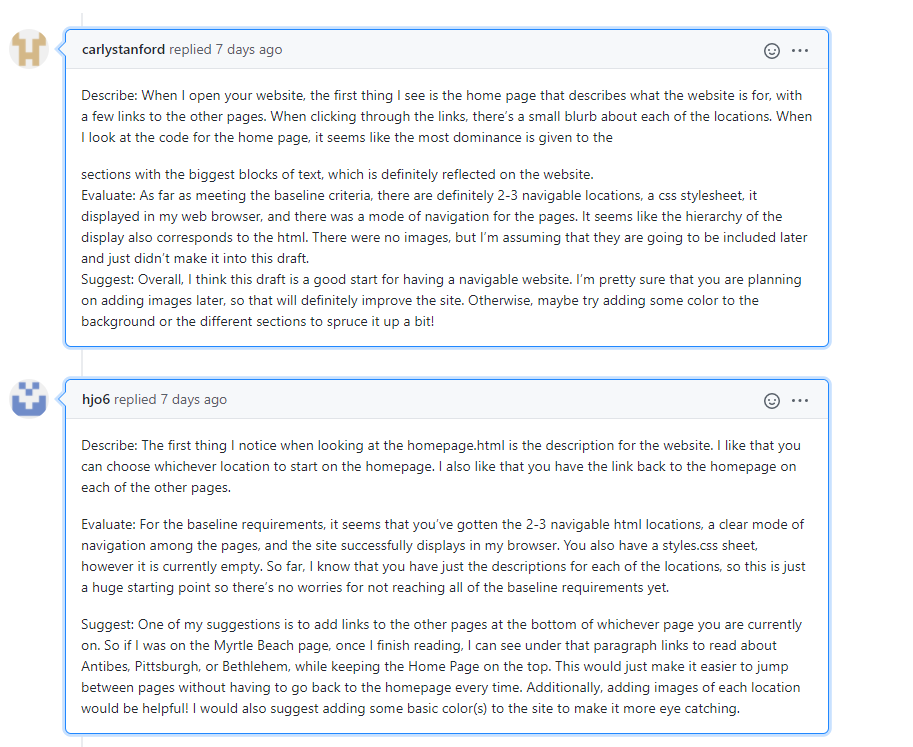 carlystanford replied 7 days ago
Describe: When I open your website, the first thing I see is the home page that describes what the website is for, with
a few links to the other pages. When clicking through the links, there's a small blurb about each of the locations. When
I look at the code for the home page, it seems like the most dominance is given to the
sections with the biggest blocks of text, which is definitely reflected on the website.
Evaluate: As far as meeting the baseline criteria, there are definitely 2-3 navigable locations, a css stylesheet, it
displayed in my web browser, and there was a mode of navigation for the pages. It seems like the hierarchy of the
display also corresponds to the html. There were no images, but I'm assuming that they are going to be included later
and just didn't make it into this draft.
Suggest: Overall, I think this draft is a good start for having a navigable website. I'm pretty sure that you are planning
on adding images later, so that will definitely improve the site. Otherwise, maybe try adding some color to the
background or the different sections to spruce it up a bit!
hjo6 replied 7 days ago
Describe: The first thing I notice when looking at the homepage.html is the description for the website. I like that you
can choose whichever location to start on the homepage. I also like that you have the link back to the homepage on
each of the other pages.
Evaluate: For the baseline requirements, it seems that you've gotten the 2-3 navigable html locations, a clear mode of
navigation among the pages, and the site successfully displays in my browser. You also have a styles.css sheet,
however it is currently empty. So far, I know that you have just the descriptions for each of the locations, so this is just
a huge starting point so there's no worries for not reaching all of the baseline requirements yet.
Suggest: One of my suggestions is to add links to the other pages at the bottom of whichever page you are currently
on. So if I was on the Myrtle Beach page, once I finish reading, I can see under that paragraph links to read about
Antibes, Pittsburgh, or Bethlehem, while keeping the Home Page on the top. This would just make it easier to jump
between pages without having to go back to the homepage every time. Additionally, adding images of each location
would be helpful! I would also suggest adding some basic color(s) to the site to make it more eye catching.